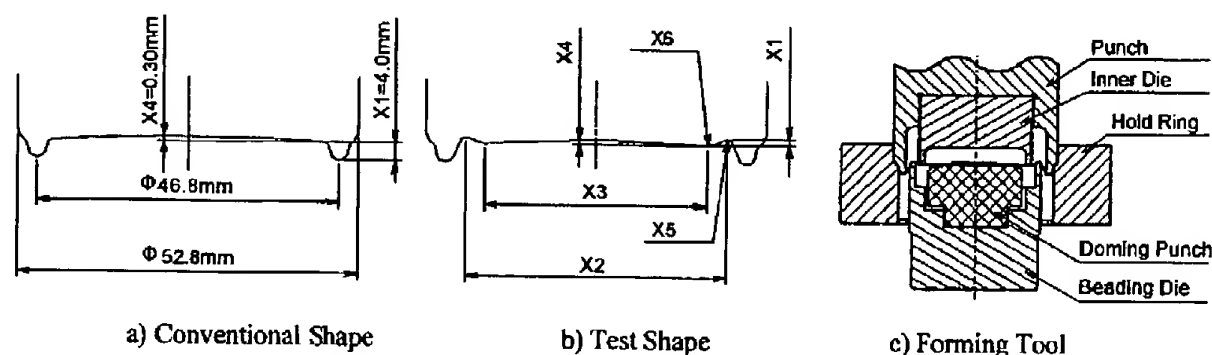 X4=0.30mm
X1=4.0mm
Φ46.8mm
Φ52.8mm
a) Conventional Shape
X4
X6
X1
X3
X5
X2
b) Test Shape
Punch
Inner Die
Hold Ring
Doming Punch
Beading Die
c) Forming Tool